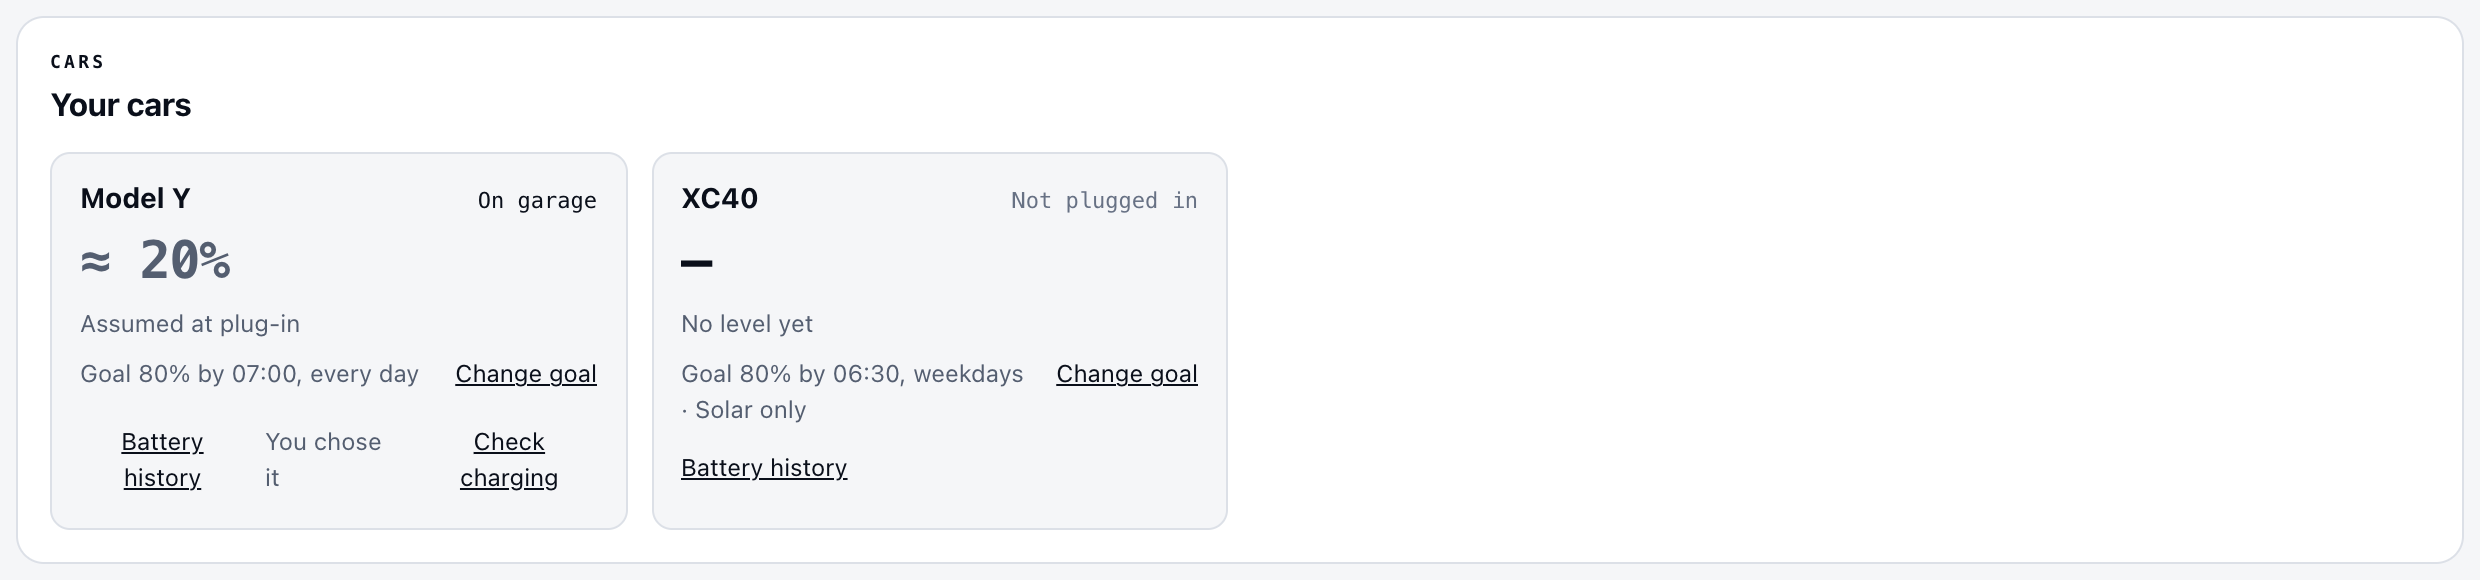 CARS
Your cars
Model Y
On garage
≈ 20%
Assumed at plug-in
Goal 80% by 07:00, every day
Change goal
Battery
history
You chose
it
Check
charging
XC40
Not plugged in
—
No level yet
Goal 80% by 06:30, weekdays
· Solar only
Change goal
Battery history